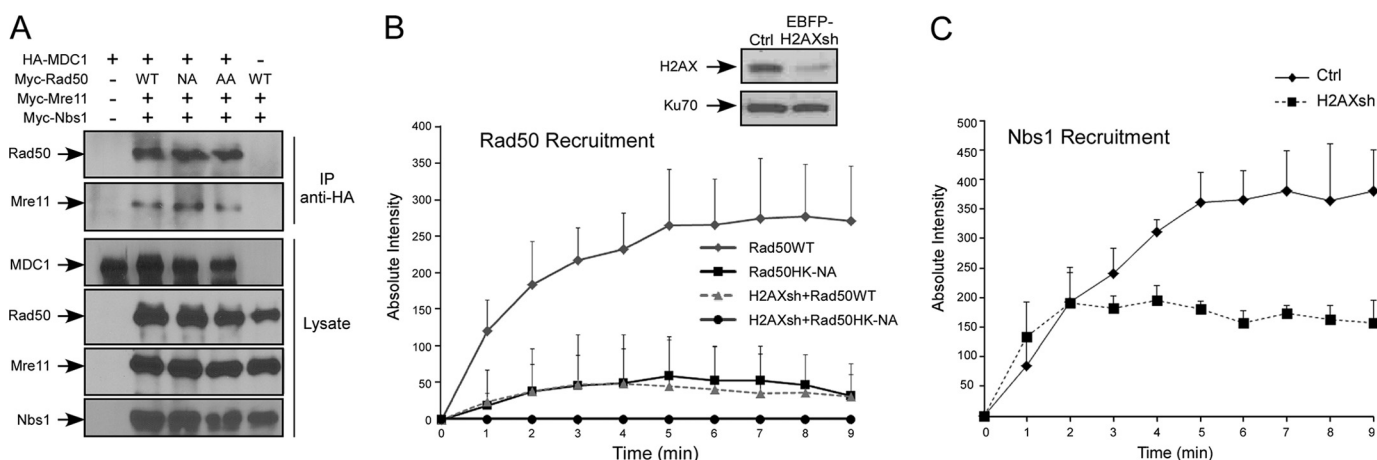 A
HA-MDC1 + + + + -
Myc-Rad50 - WT NA AA WT
Myc-Mre11 - + + + +
Myc-Nbs1 - + + + +
Rad50
Mre11
IP
anti-HA
MDC1
Rad50
Mre11
Nbs1
Lysate
B
Ctrl
EBFP-
H2AXsh
H2AX
Ku70
Rad50 Recruitment
Absolute Intensity
400
350
300
250
200
150
100
50
0
Rad50WT
Rad50HK-NA
H2AXsh+Rad50WT
H2AXsh+Rad50HK-NA
0 1 2 3 4 5 6 7 8 9
Time (min)
C
Ctrl
H2AXsh
Nbs1 Recruitment
Absolute Intensity
500
450
400
350
300
250
200
150
100
50
0
0 1 2 3 4 5 6 7 8 9
Time (min)